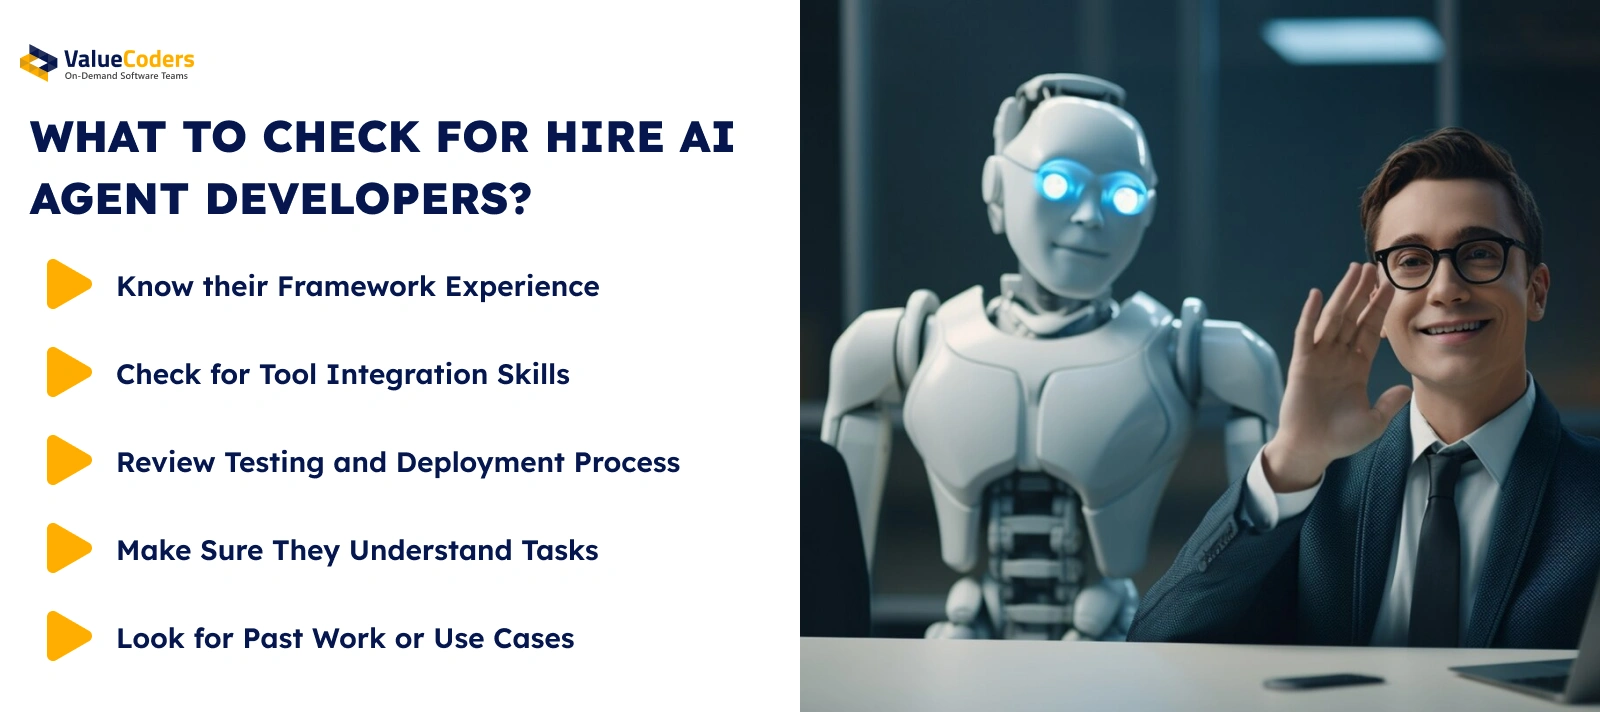 ValueCoders
On-Demand Software Teams
WHAT TO CHECK FOR HIRE AI
AGENT DEVELOPERS?
Know their Framework Experience
Check for Tool Integration Skills
Review Testing and Deployment Process
Make Sure They Understand Tasks
Look for Past Work or Use Cases